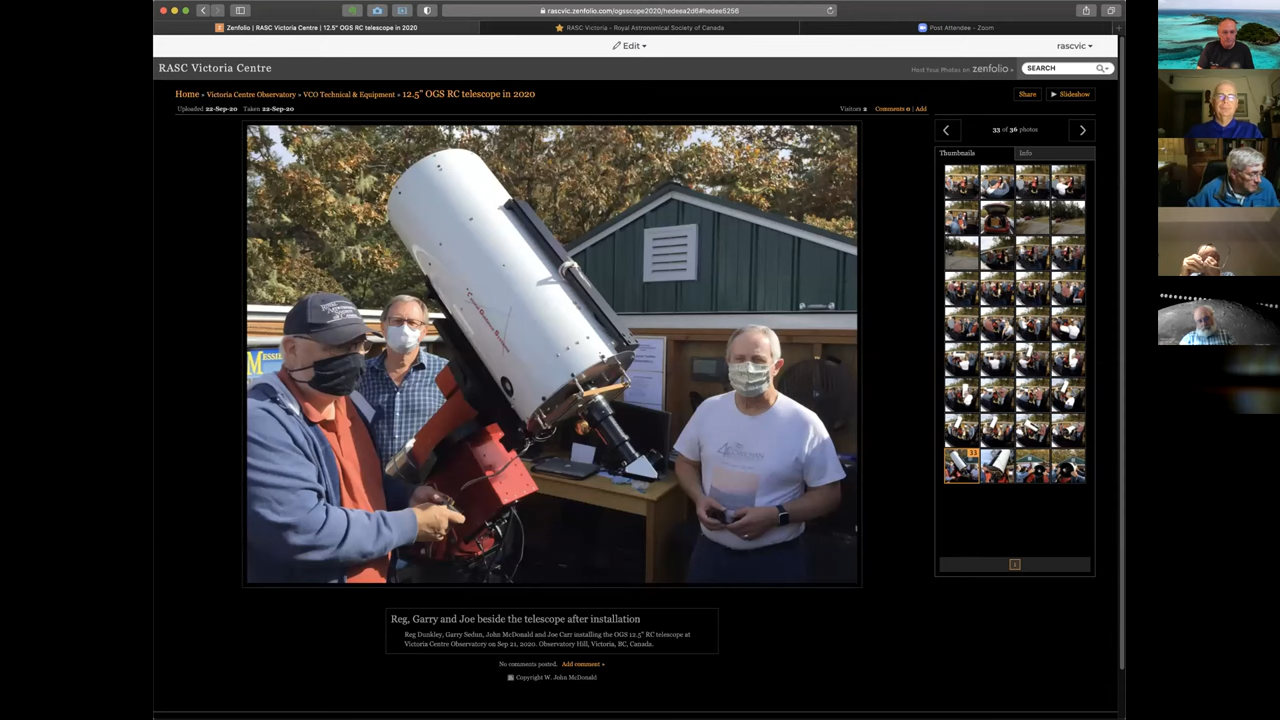 rascvic.zenfolio.com/ogsscope2020/hedeea2d6#hedee5256
Zenfolio | RASC Victoria Centre | 12.5" OGS RC telescope in 2020
RASC Victoria - Royal Astronomical Society of Canada
Post Attendee - Zoom
Edit
rascvic
RASC Victoria Centre
Host Your Photos on zenfolio »
SEARCH
Home » Victoria Centre Observatory » VCO Technical & Equipment » 12.5" OGS RC telescope in 2020
Share
Slideshow
Uploaded 22-Sep-20 Taken 22-Sep-20
Visitors 2 Comments 0 | Add
33 of 36 photos
Thumbnails
Info
33
1
Reg, Garry and Joe beside the telescope after installation
Reg Dunkley, Garry Sedun, John McDonald and Joe Carr installing the OGS 12.5" RC telescope at
Victoria Centre Observatory on Sep 21, 2020. Observatory Hill, Victoria, BC, Canada.
No comments posted. Add comment »
Copyright W. John McDonald